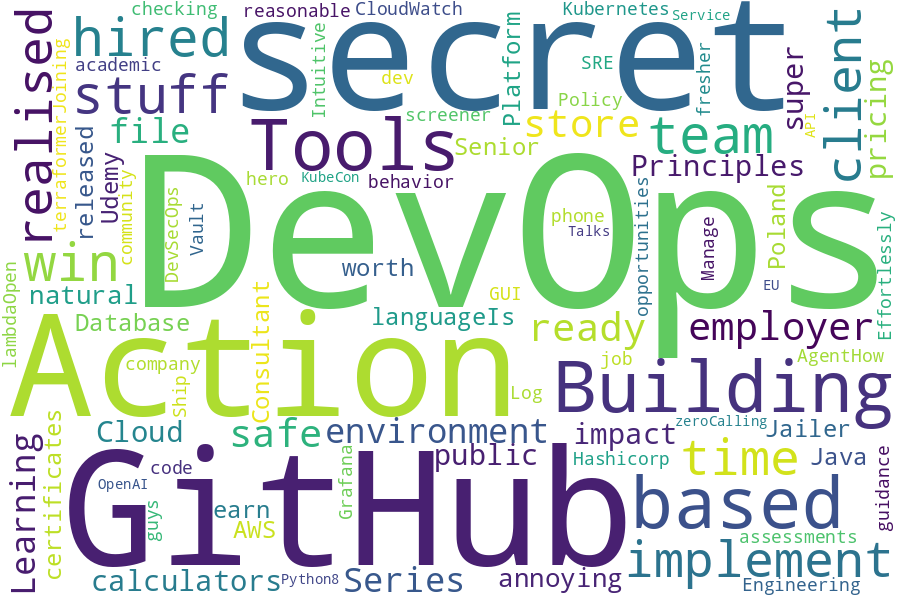 checking
reasonable
CloudWatch
Kubernetes
Service
hired
secret
realised
academic
stuff
Intuitive
dev
screener
Platform
SRE
Policy
fresher
super
API
client
pricing
terraformerJoining
released
file
Tools
store
Senior
team
Udemy
community
hero
KubeCon
behavior
Principles
DevSecOps
Vault
DevOps
phone
Talks
opportunities
Manage
Poland
EU
Effortlessly
win
natural
worth
GUI
lambdaOpen
Database
languageIs
ready
employer
Action
Consultant
company
Ship
Log
job
AgentHow
Building
Learning
certificates
Cloud
safe
environment
impact
zeroCalling
Jailer
public
Hashicorp
time
Java
guidance
GitHub
code
OpenAI
guys
Grafana
earn
AWS
based
assessments
implement
calculators
Python8
Series
annoying
Engineering